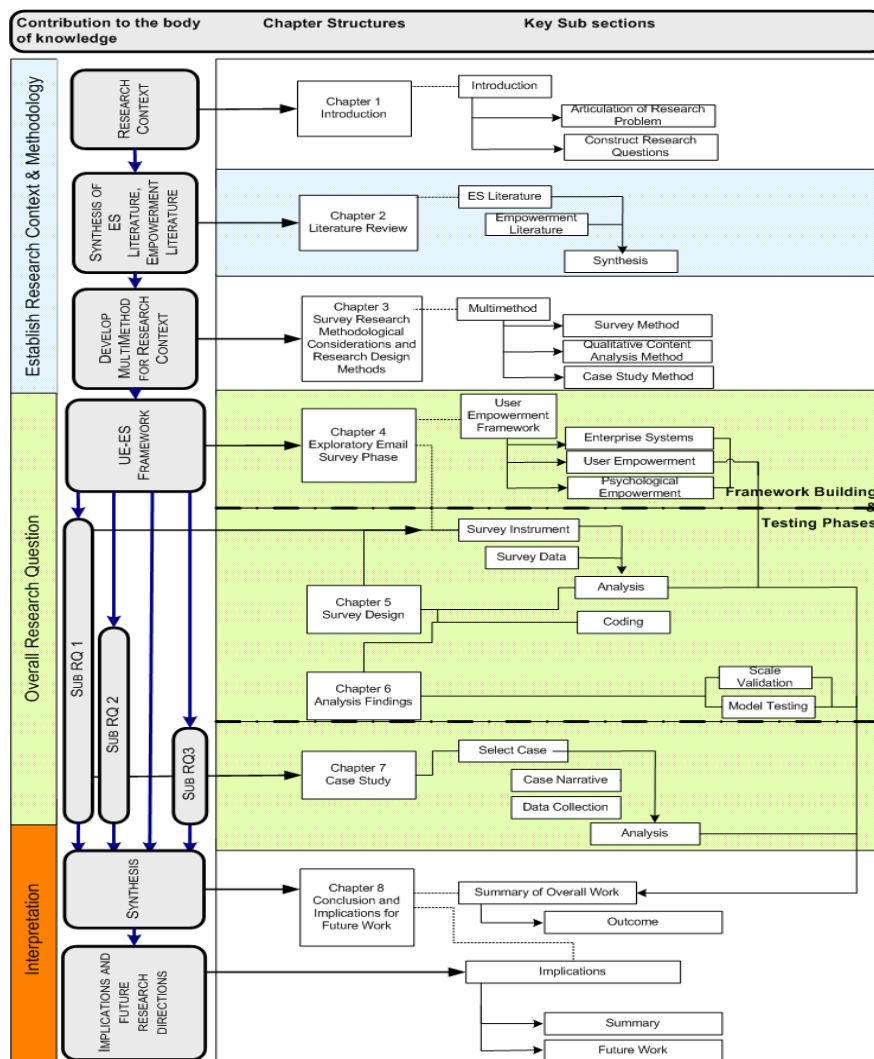 Contribution to the body
of knowledge
Chapter Structures
Key Sub sections
Establish Research Context & Methodology
RESEARCH
CONTEXT
Chapter 1
Introduction
Introduction
Articulation of Research
Problem
Construct Research
Questions
SYNTHESIS OF
ES
LITERATURE,
EMPOWERMENT
LITERATURE
Chapter 2
Literature Review
ES Literature
Empowerment
Literature
Synthesis
DEVELOP
MULTIMETHOD
FOR RESEARCH
CONTEXT
Chapter 3
Survey Research
Methodological
Considerations and
Research Design
Methods
Multimethod
Survey Method
Qualitative Content
Analysis Method
Case Study Method
Overall Research Question
UE-ES
FRAMEWORK
Chapter 4
Exploratory Email
Survey Phase
User
Empowerment
Framework
Enterprise Systems
User Empowerment
Psychological
Empowerment
Framework Building
&
Testing Phases
SUB RQ 1
SUB RQ 2
SUB RQ3
Survey Instrument
Survey Data
Analysis
Chapter 5
Survey Design
Coding
Chapter 6
Analysis Findings
Scale
Validation
Model Testing
Chapter 7
Case Study
Select Case
Case Narrative
Data Collection
Analysis
Interpretation
SYNTHESIS
Chapter 8
Conclusion and
Implications for
Future Work
Summary of Overall Work
Outcome
IMPLICATIONS AND
FUTURE
RESEARCH
DIRECTIONS
Implications
Summary
Future Work